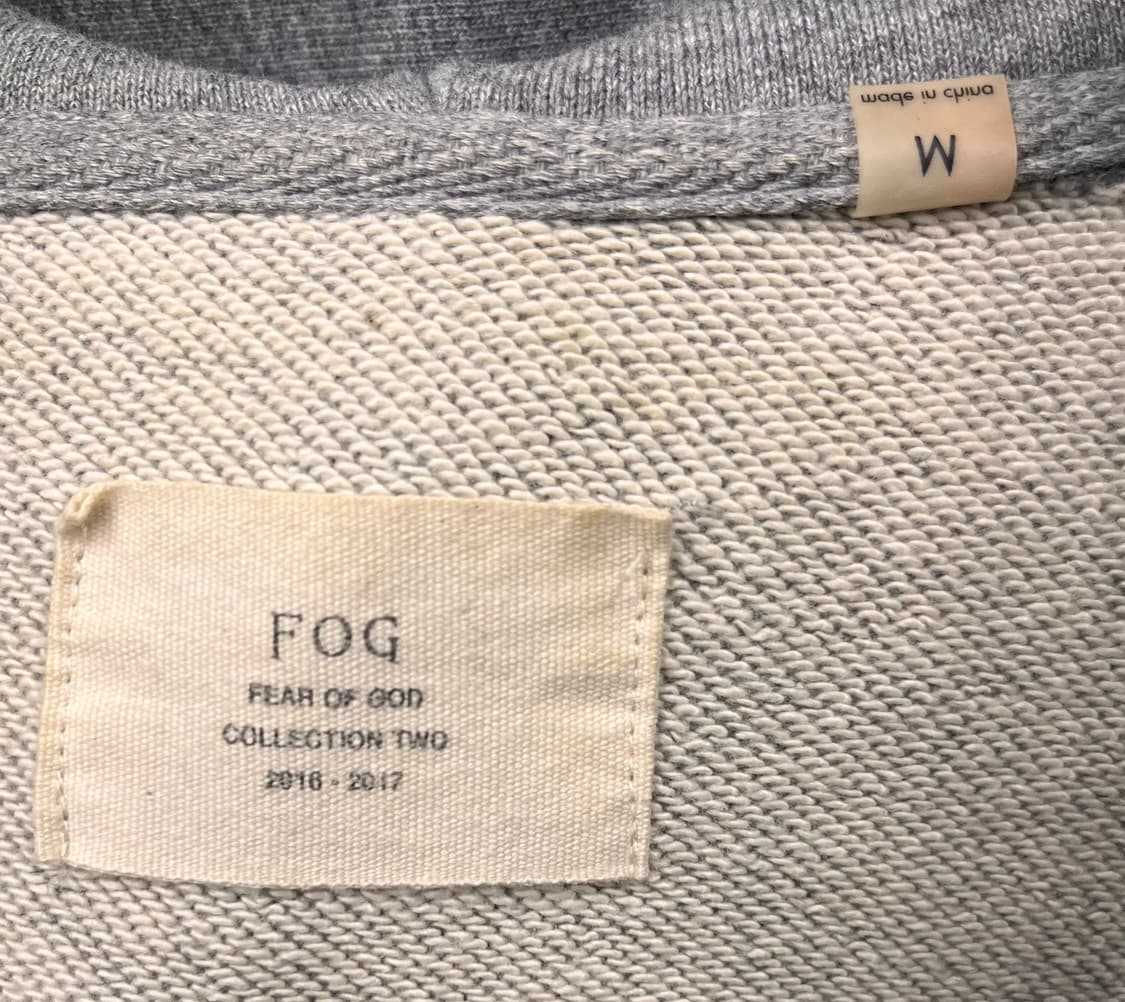 made in china
M
FOG
FEAR OF GOD
COLLECTION TWO
2016 - 2017